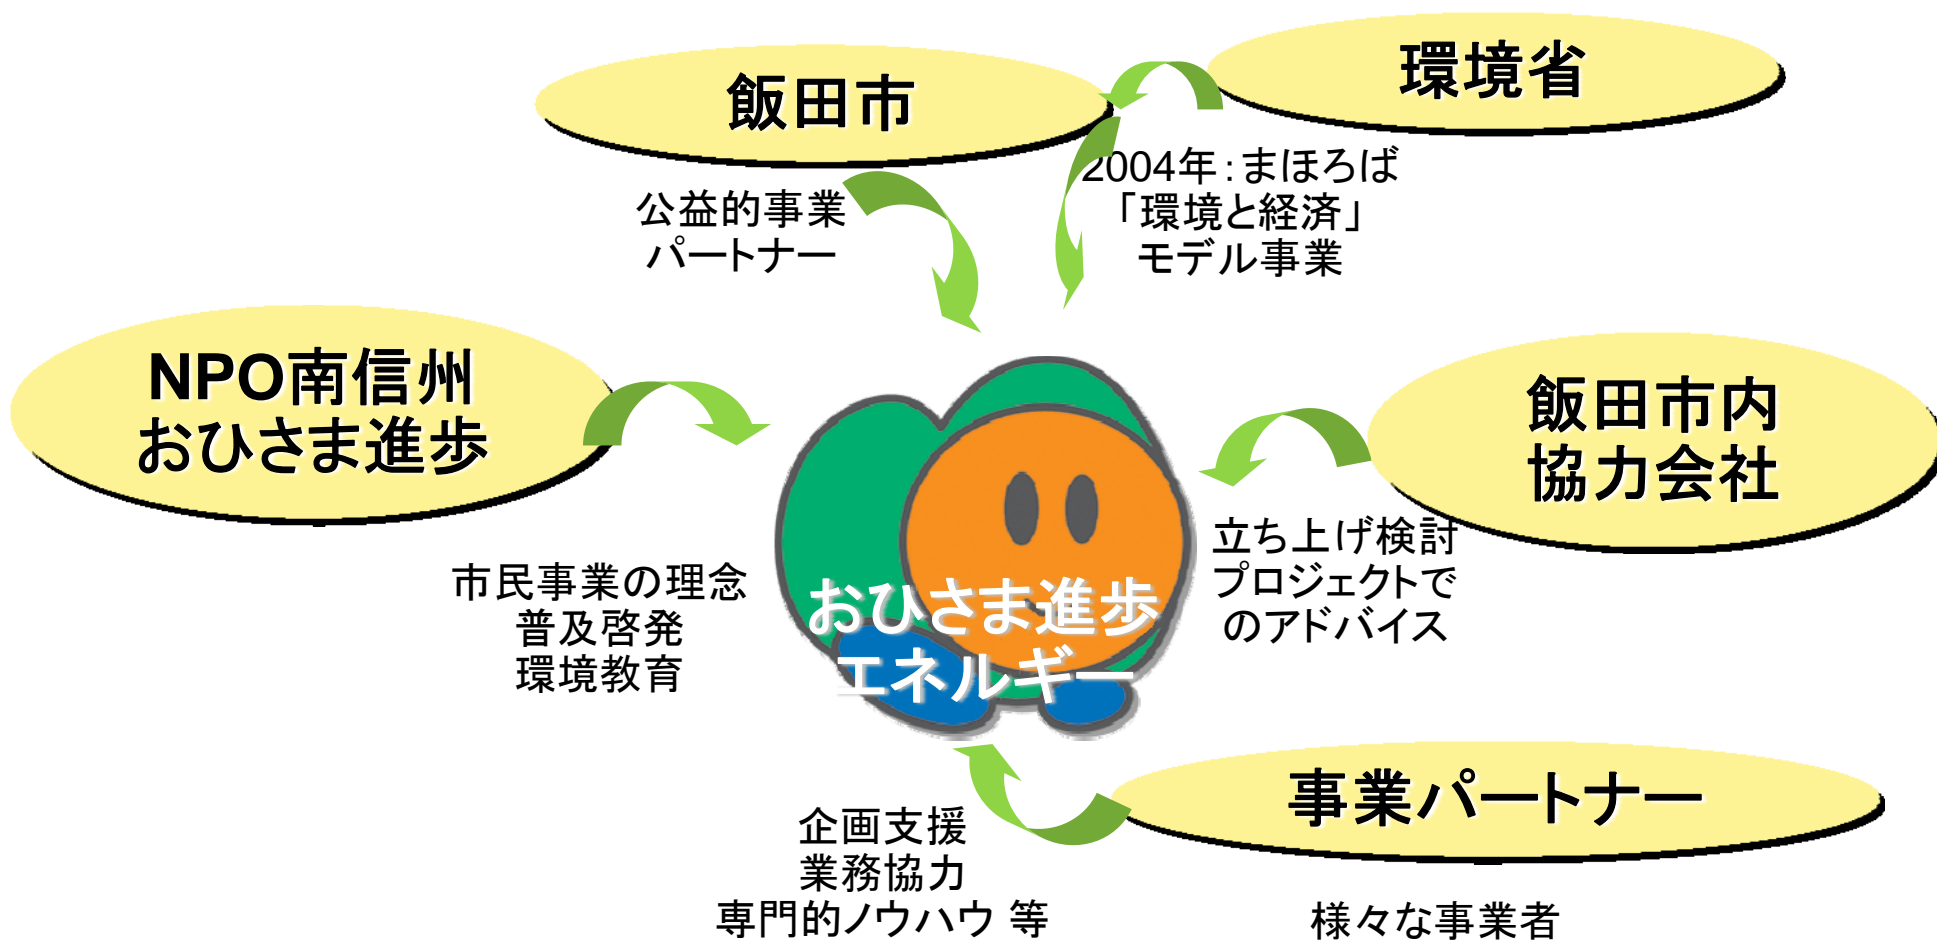 環境省
飯田市
2004年：まほろば
「環境と経済」
モデル事業
公益的事業
パートナー
NPO南信州
おひさま進歩
飯田市内
協力会社
立ち上げ検討
プロジェクトで
のアドバイス
市民事業の理念
普及啓発
環境教育
おひさま進歩
エネルギー
事業パートナー
企画支援
業務協力
専門的ノウハウ 等
様々な事業者